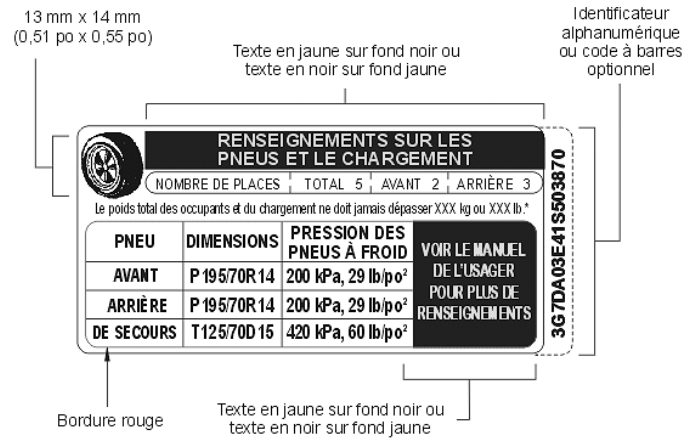 13 mm x 14 mm
(0,51 po x 0,55 po)
Texte en jaune sur fond noir ou
texte en noir sur fond jaune
Identificateur
alphanumérique
ou code à barres
optionnel
RENSEIGNEMENTS SUR LES
PNEUS ET LE CHARGEMENT
NOMBRE DE PLACES TOTAL 5 AVANT 2 ARRIÈRE 3
Le poids total des occupants et du chargement ne doit jamais dépasser XXX kg ou XXX lb.*
PNEU DIMENSIONS PRESSION DES
PNEUS À FROID
AVANT P195/70R14 200 kPa, 29 lb/po²
ARRIÈRE P195/70R14 200 kPa, 29 lb/po²
DE SECOURS T125/70D15 420 kPa, 60 lb/po²
VOIR LE MANUEL
DE L'USAGER
POUR PLUS DE
RENSEIGNEMENTS
3G7DA03E41S503870
Bordure rouge
Texte en jaune sur fond noir ou
texte en noir sur fond jaune